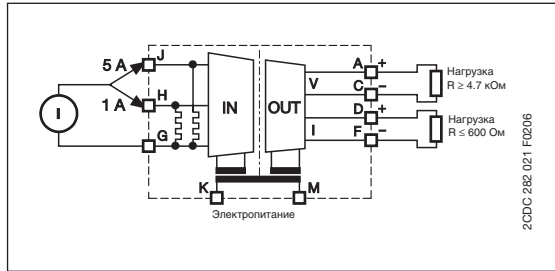 5 A
J
1 A
H
G
I
IN
OUT
V
I
A +
C −
D +
F −
Нагрузка
R ≥ 4.7 кОм
Нагрузка
R ≤ 600 Ом
K
M
Электропитание
2CDC 282 021 F0206